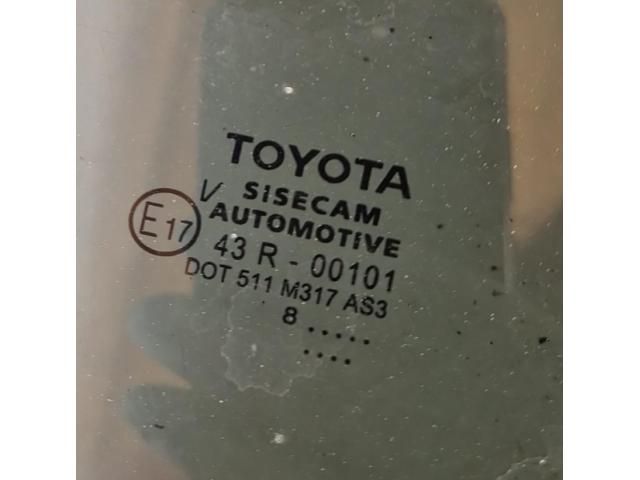 TOYOTA
V SiSECAM
AUTOMOTIVE
E17
43 R - 00101
DOT 511 M317 AS3
8 .....
....